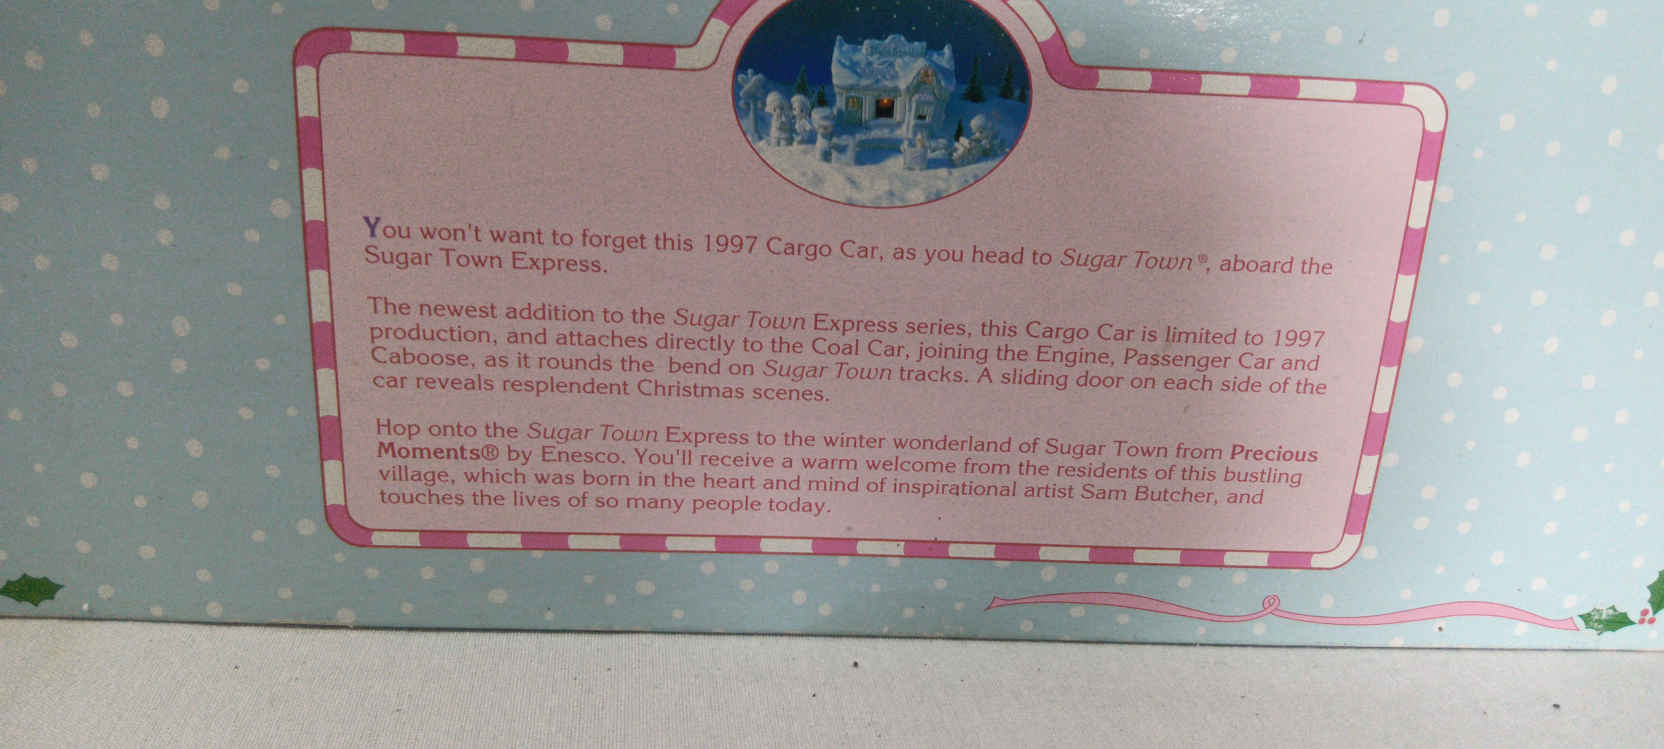 You won't want to forget this 1997 Cargo Car, as you head to Sugar Town®, aboard the
Sugar Town Express.
The newest addition to the Sugar Town Express series, this Cargo Car is limited to 1997
production, and attaches directly to the Coal Car, joining the Engine, Passenger Car and
Caboose, as it rounds the bend on Sugar Town tracks. A sliding door on each side of the
car reveals resplendent Christmas scenes.
Hop onto the Sugar Town Express to the winter wonderland of Sugar Town from Precious
Moments® by Enesco. You'll receive a warm welcome from the residents of this bustling
village, which was born in the heart and mind of inspirational artist Sam Butcher, and
touches the lives of so many people today.